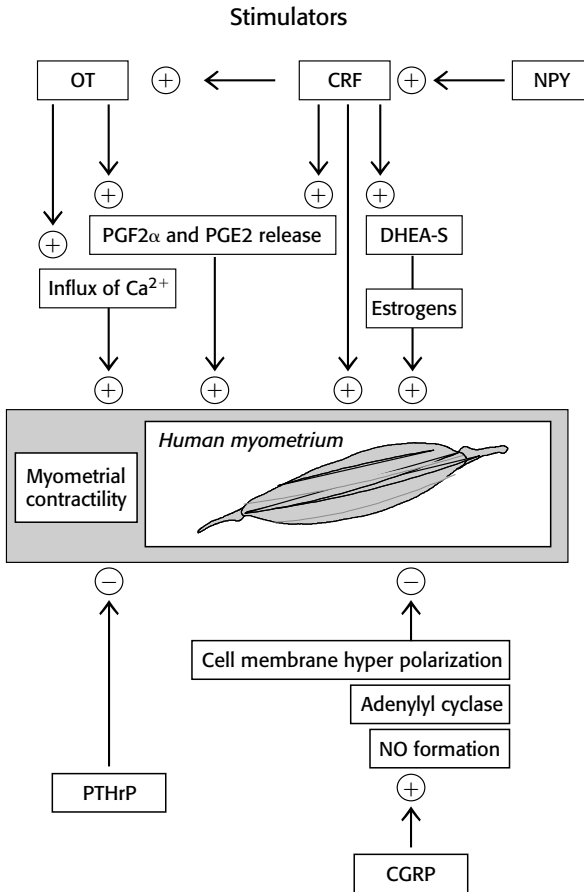 Stimulators
OT + CRF + NPY
+ + +
PGF2α and PGE2 release DHEA-S
+
Influx of Ca2+ Estrogens
+ + + +
Human myometrium
Myometrial
contractility
− −
Cell membrane hyper polarization
Adenylyl cyclase
NO formation
PTHrP +
CGRP